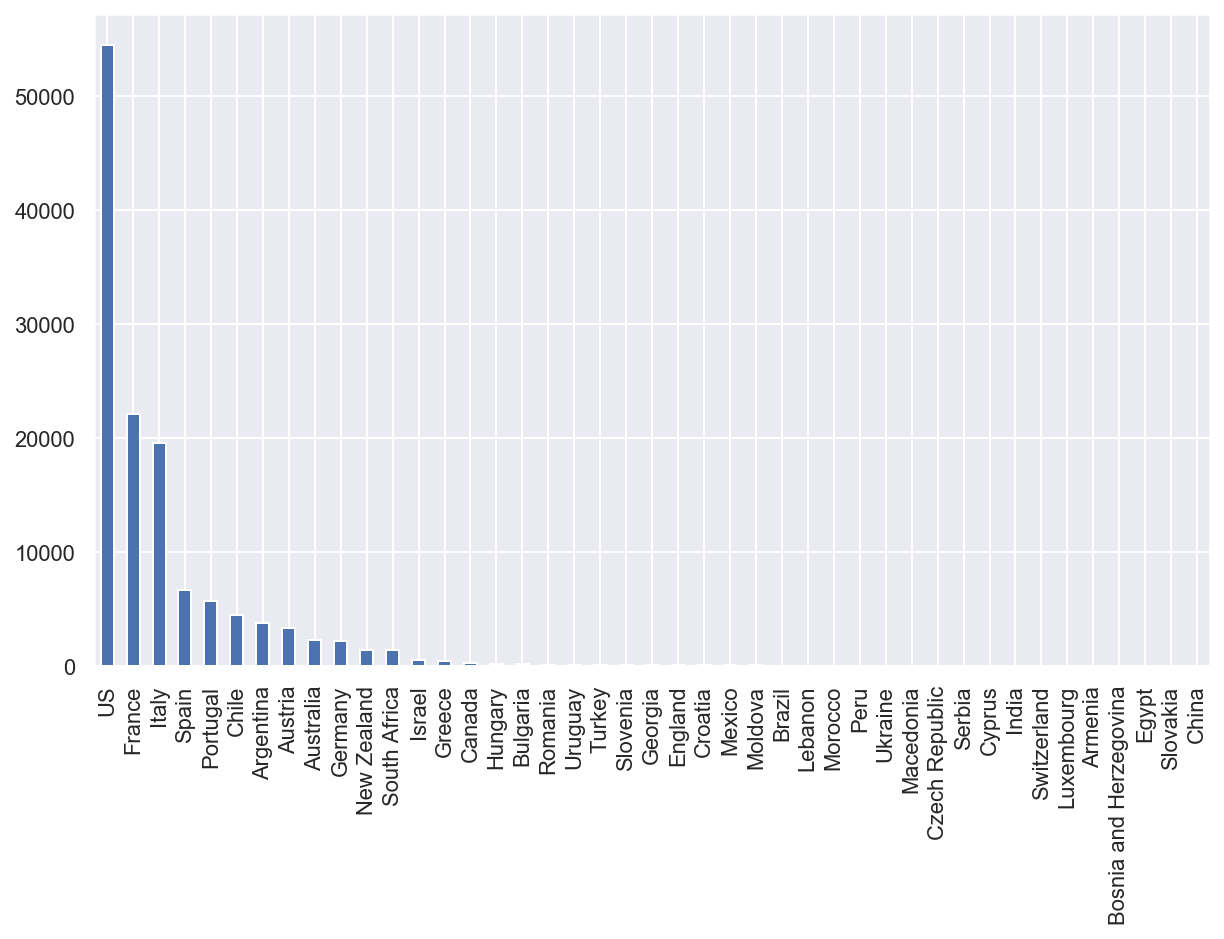 50000
40000
30000
20000
10000
0
US
France
Italy
Spain
Portugal
Chile
Argentina
Austria
Australia
Germany
New Zealand
South Africa
Israel
Greece
Canada
Hungary
Bulgaria
Romania
Uruguay
Turkey
Slovenia
Georgia
England
Croatia
Mexico
Moldova
Brazil
Lebanon
Morocco
Peru
Ukraine
Macedonia
Czech Republic
Serbia
Cyprus
India
Switzerland
Luxembourg
Armenia
Bosnia and Herzegovina
Egypt
Slovakia
China